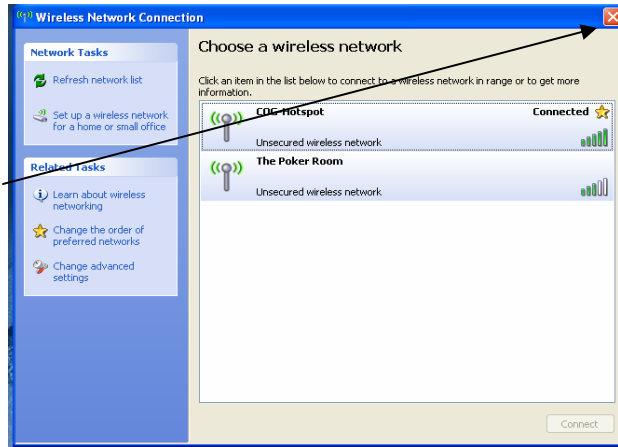 Wireless Network Connection
Network Tasks
Refresh network list
Set up a wireless network
for a home or small office
Related Tasks
Learn about wireless
networking
Change the order of
preferred networks
Change advanced
settings
Choose a wireless network
Click an item in the list below to connect to a wireless network in range or to get more
information.
COG-Hotspot
Connected
Unsecured wireless network
The Poker Room
Unsecured wireless network
Connect